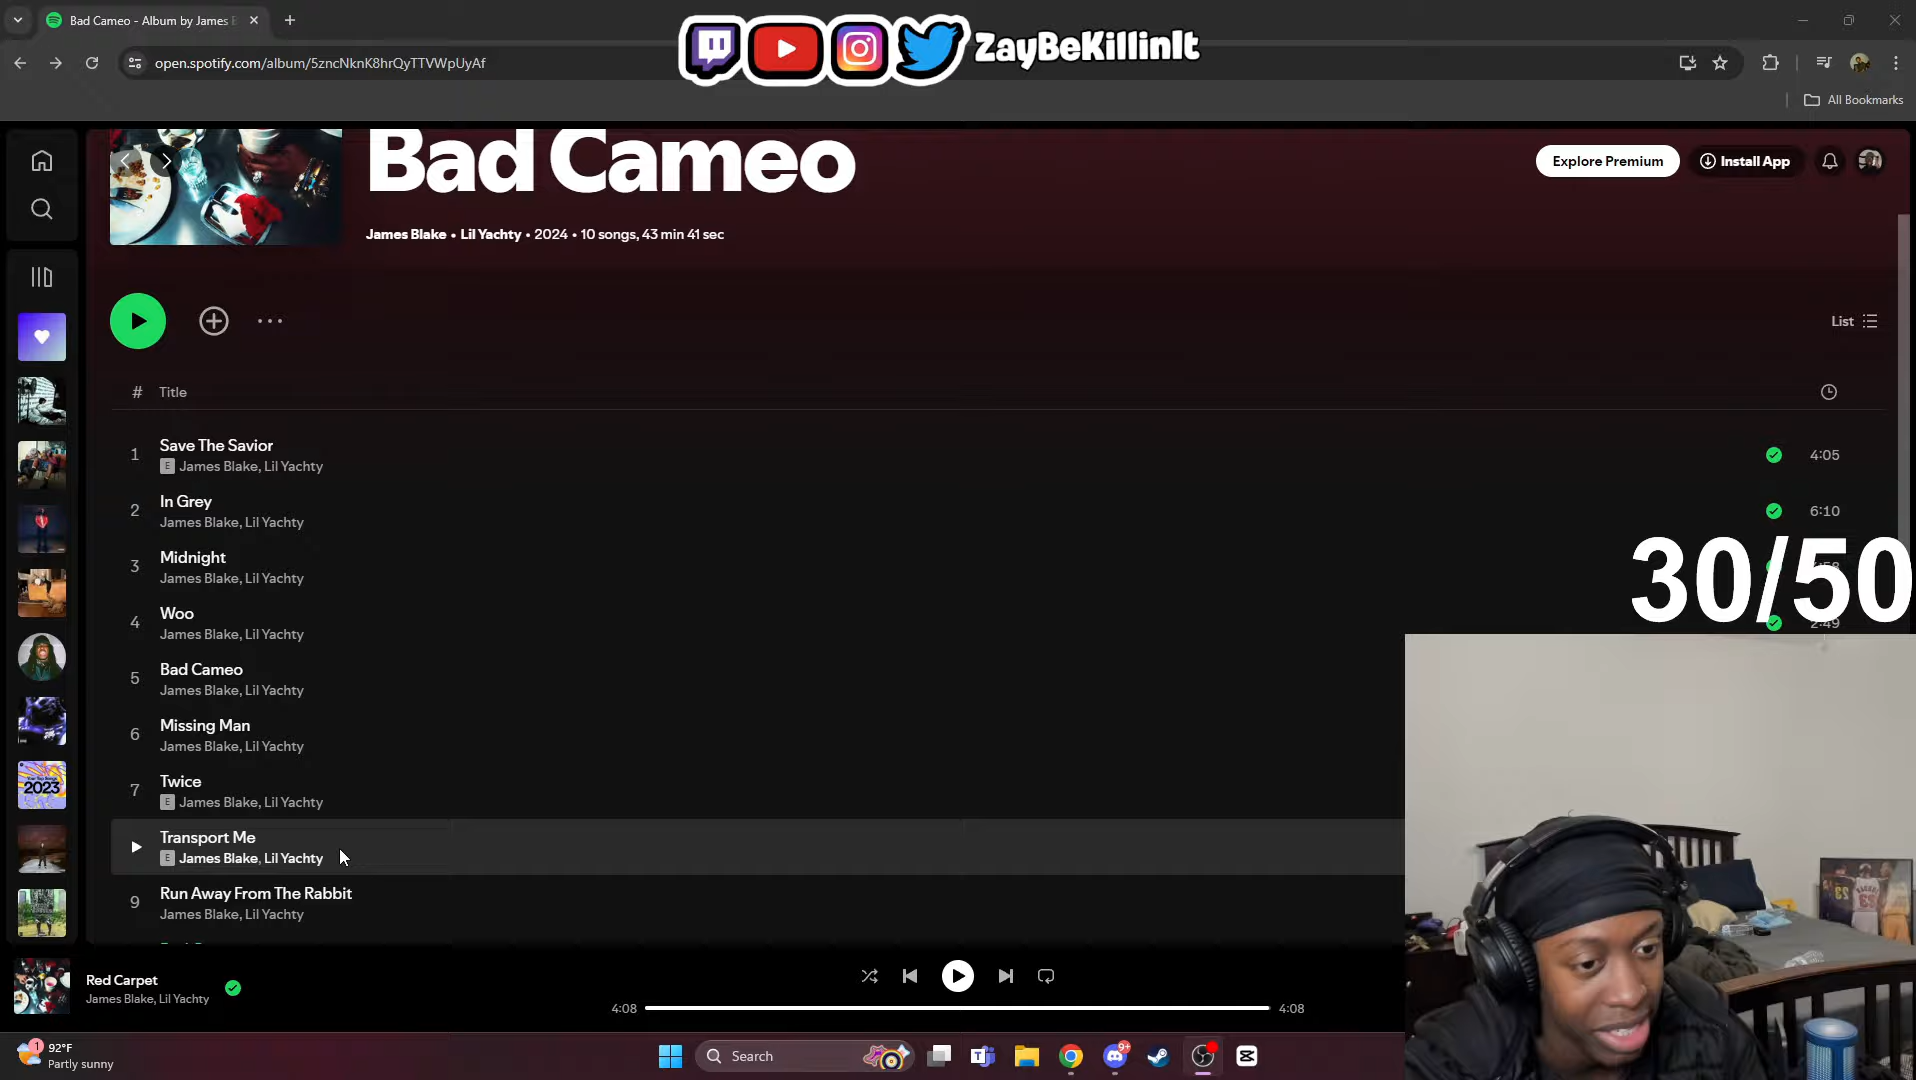 Bad Cameo - Album by James B
open.spotify.com/album/5zncNknK8hrQyTTVWpUyAf
ZayBeKillinIt
All Bookmarks
Bad Cameo
James Blake • Lil Yachty • 2024 • 10 songs, 43 min 41 sec
Explore Premium
Install App
List
# Title
1 Save The Savior 4:05
E James Blake, Lil Yachty
2 In Grey 6:10
James Blake, Lil Yachty
3 Midnight
James Blake, Lil Yachty
30/50
4 Woo 2:49
James Blake, Lil Yachty
5 Bad Cameo
James Blake, Lil Yachty
6 Missing Man
James Blake, Lil Yachty
7 Twice
E James Blake, Lil Yachty
Transport Me
E James Blake, Lil Yachty
9 Run Away From The Rabbit
James Blake, Lil Yachty
2023
Red Carpet
James Blake, Lil Yachty
4:08
4:08
1
92°F
Partly sunny
Search
9+